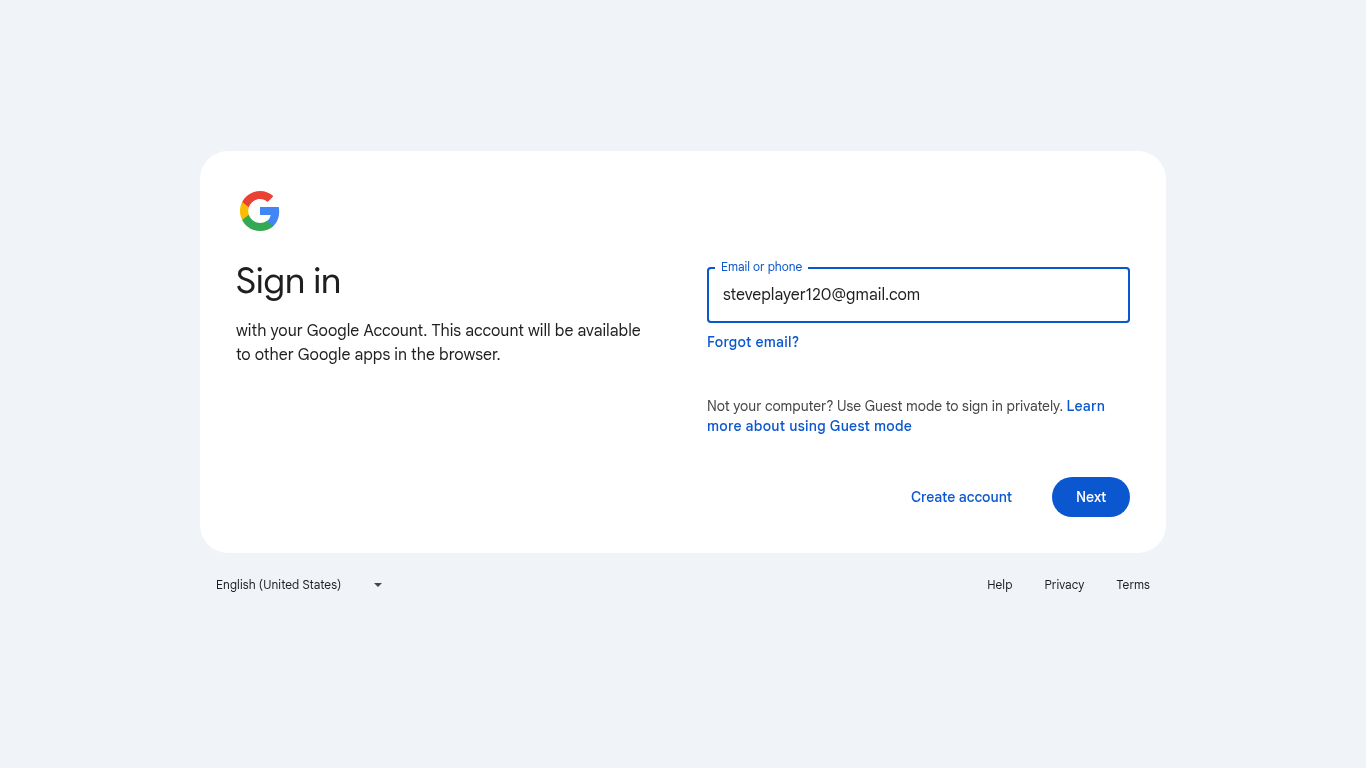 Sign in
with your Google Account. This account will be available
to other Google apps in the browser.
Email or phone
steveplayer120@gmail.com
Forgot email?
Not your computer? Use Guest mode to sign in privately. Learn
more about using Guest mode
Create account
Next
English (United States)
Help
Privacy
Terms